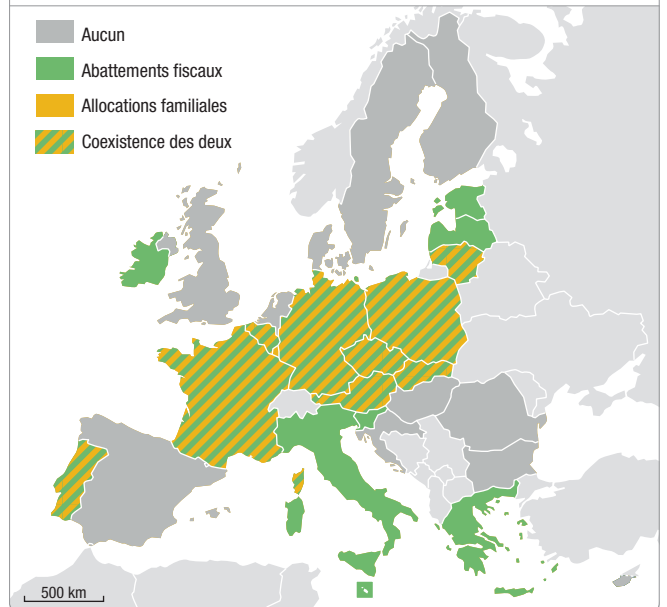 Aucun
Abattements fiscaux
Allocations familiales
Coexistence des deux
500 km